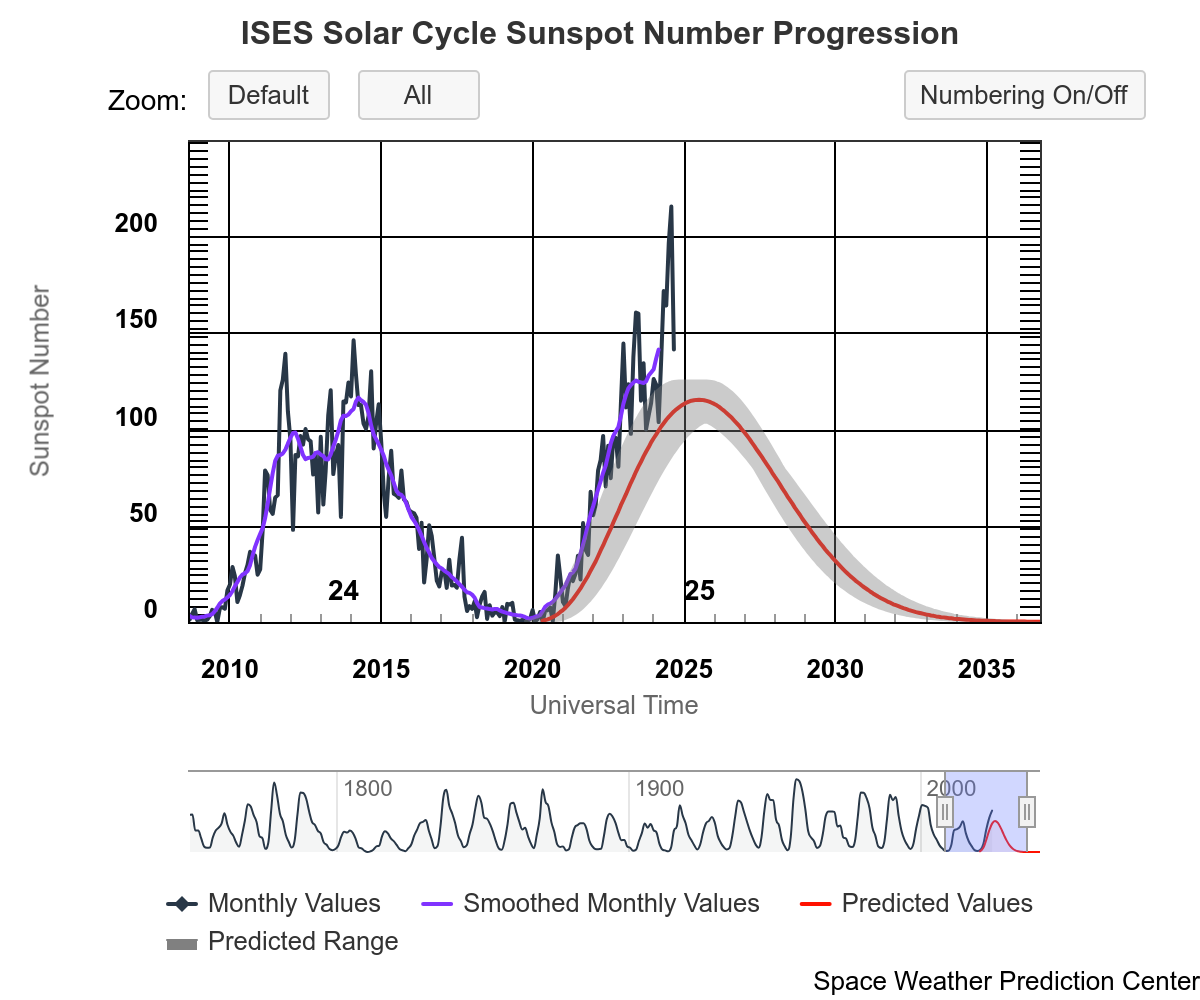 ISES Solar Cycle Sunspot Number Progression
Zoom: Default All Numbering On/Off
Sunspot Number
200
150
100
50
0
24 25
2010 2015 2020 2025 2030 2035
Universal Time
1800 1900 2000
Monthly Values Smoothed Monthly Values Predicted Values
Predicted Range
Space Weather Prediction Center